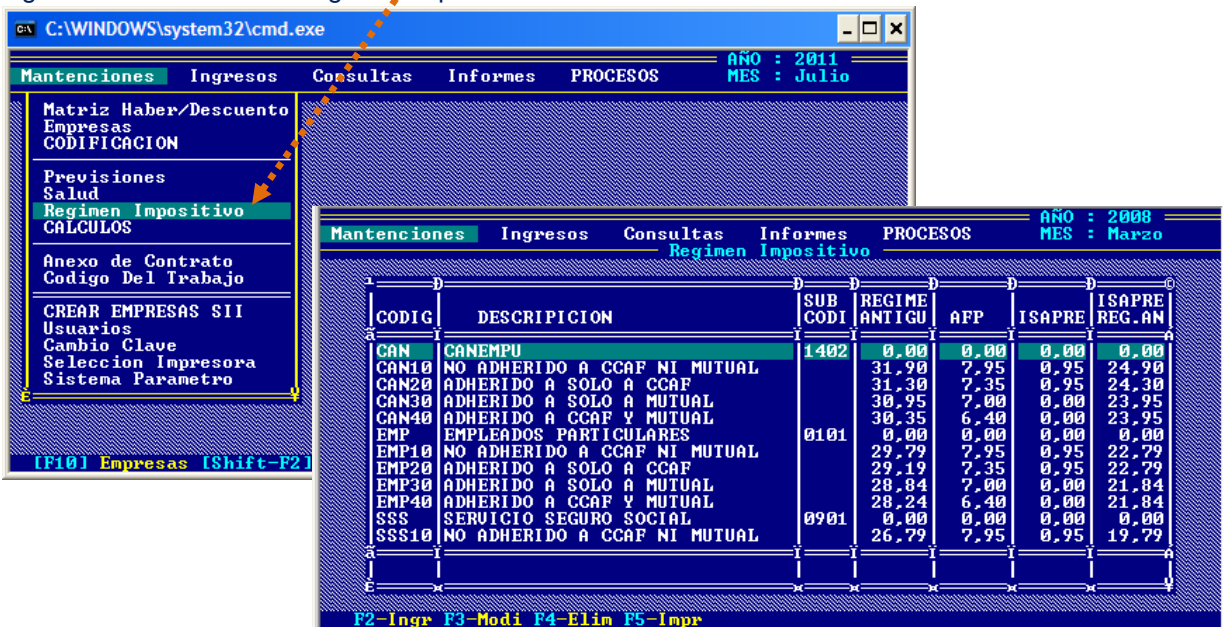 C:\WINDOWS\system32\cmd.exe
AÑO : 2011
Mantenciones Ingresos Consultas Informes PROCESOS MES : Julio
Matriz Haber/Descuento
Empresas
CODIFICACION
Previsiones
Salud
Regimen Impositivo
CALCULOS
Anexo de Contrato
Codigo Del Trabajo
CREAR EMPRESAS SII
Usuarios
Cambio Clave
Seleccion Impresora
Sistema Parametro
[F10] Empresas [Shift-F2]
AÑO : 2008
Mantenciones Ingresos Consultas Informes PROCESOS MES : Marzo
Regimen Impositivo
SUB REGIME ISAPRE
CODIG DESCRIPICION CODI ANTIGU AFP ISAPRE REG.AN
CAN CANEMPU 1402 0,00 0,00 0,00 0,00
CAN10 NO ADHERIDO A CCAF NI MUTUAL 31,90 7,95 0,95 24,90
CAN20 ADHERIDO A SOLO A CCAF 31,30 7,35 0,95 24,30
CAN30 ADHERIDO A SOLO A MUTUAL 30,95 7,00 0,00 23,95
CAN40 ADHERIDO A CCAF Y MUTUAL 30,35 6,40 0,00 23,95
EMP EMPLEADOS PARTICULARES 0101 0,00 0,00 0,00 0,00
EMP10 NO ADHERIDO A CCAF NI MUTUAL 29,79 7,95 0,95 22,79
EMP20 ADHERIDO A SOLO A CCAF 29,19 7,35 0,95 22,79
EMP30 ADHERIDO A SOLO A MUTUAL 28,84 7,00 0,00 21,84
EMP40 ADHERIDO A CCAF Y MUTUAL 28,24 6,40 0,00 21,84
SSS SERVICIO SEGURO SOCIAL 0901 0,00 0,00 0,00 0,00
SSS10 NO ADHERIDO A CCAF NI MUTUAL 26,79 7,95 0,95 19,79
F2-Ingr F3-Modi F4-Elim F5-Impr